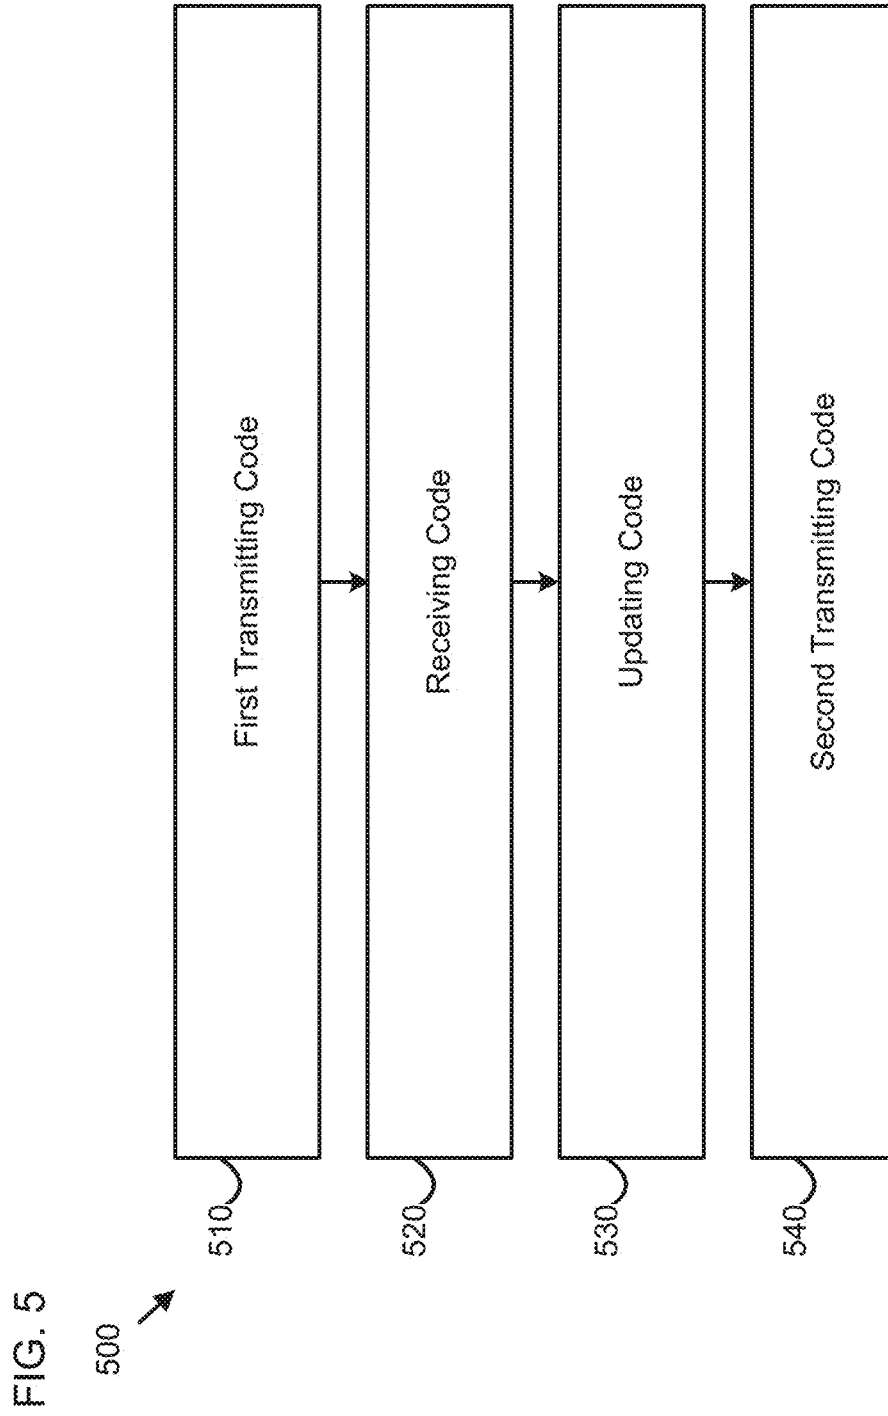 FIG. 5
500
510
First Transmitting Code
520
Receiving Code
530
Updating Code
540
Second Transmitting Code